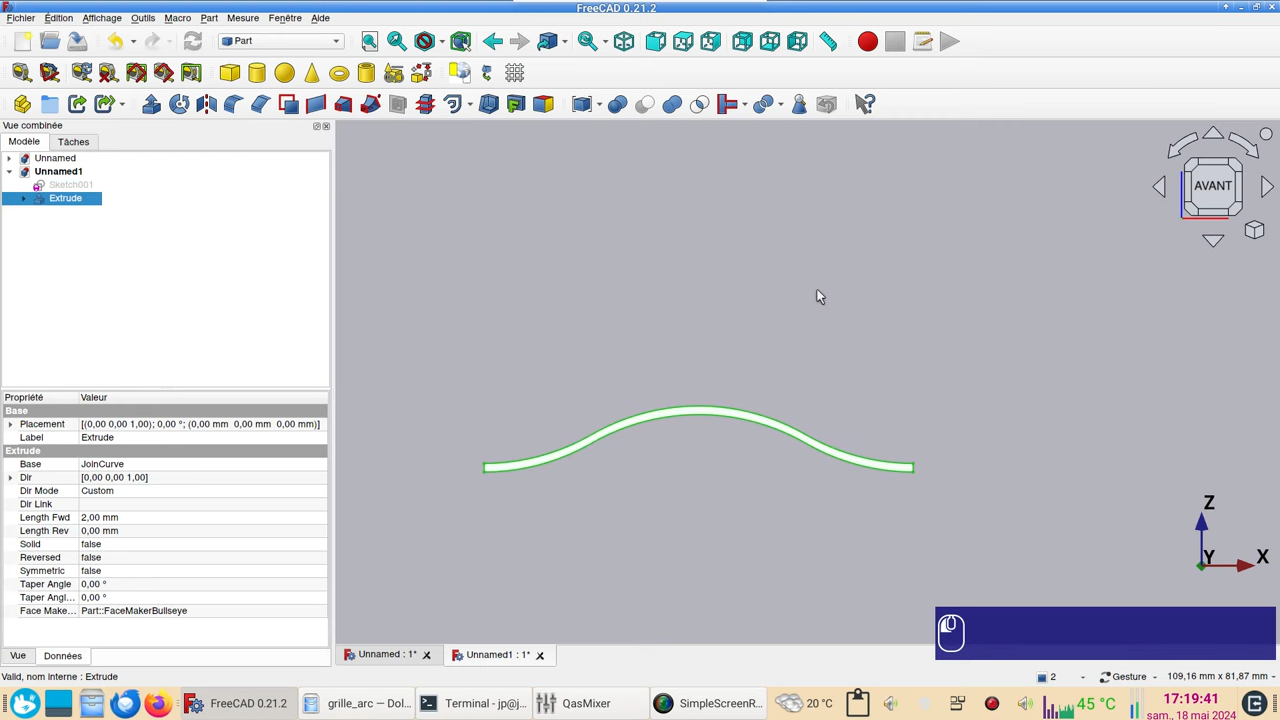 FreeCAD 0.21.2
Fichier Édition Affichage Outils Macro Part Mesure Fenêtre Aide
Part
Vue combinée
Modèle Tâches
Unnamed
Unnamed1
Sketch001
Extrude
Propriété Valeur
Base
Placement [(0,00 0,00 1,00); 0,00 °; (0,00 mm 0,00 mm 0,00 mm)]
Label Extrude
Extrude
Base JoinCurve
Dir [0,00 0,00 1,00]
Dir Mode Custom
Dir Link
Length Fwd 2,00 mm
Length Rev 0,00 mm
Solid false
Reversed false
Symmetric false
Taper Angle 0,00 °
Taper Angl... 0,00 °
Face Make... Part::FaceMakerBullseye
Vue Données
AVANT
Z
Y X
Unnamed : 1* Unnamed1 : 1*
Valid, nom interne : Extrude
2 Gesture 109,16 mm x 81,87 mm
FreeCAD 0.21.2 grille_arc -- Dol... Terminal - jp@j... QasMixer SimpleScreenR... 20 °C 45 °C 17:19:41
sam., 18 mai 2024